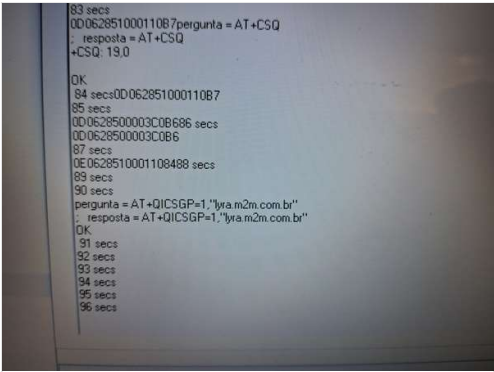 83 secs
0D062851000110B7pergunta = AT+CSQ
;  resposta = AT+CSQ
+CSQ: 19,0
OK
84 secs0D062851000110B7
85 secs
0D0628500003C0B686 secs
0D0628500003C0B6
87 secs
0E0628510001108488 secs
89 secs
90 secs
pergunta = AT+QICSGP=1,"lyra.m2m.com.br"
;  resposta = AT+QICSGP=1,"lyra.m2m.com.br"
OK
91 secs
92 secs
93 secs
94 secs
95 secs
96 secs